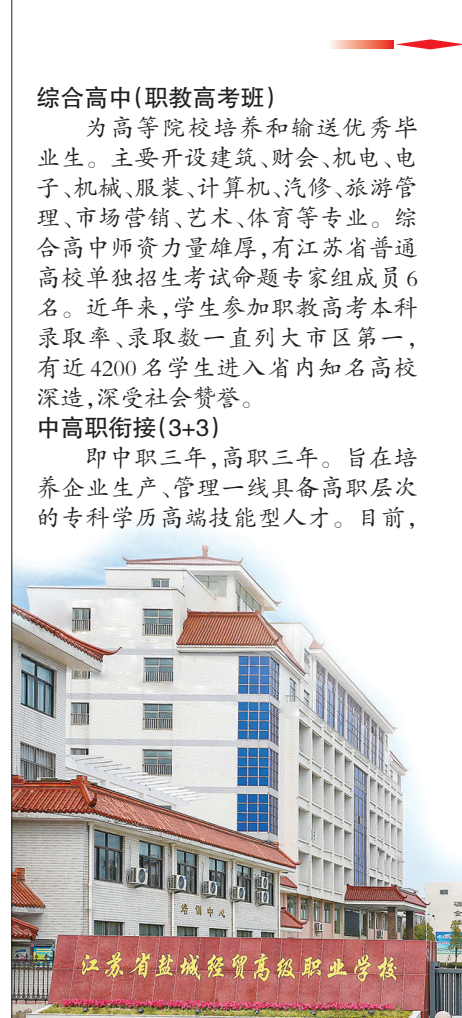 综合高中(职教高考班)
为高等院校培养和输送优秀毕
业生。主要开设建筑、财会、机电、电
子、机械、服装、计算机、汽修、旅游管
理、市场营销、艺术、体育等专业。综
合高中师资力量雄厚,有江苏省普通
高校单独招生考试命题专家组成员6
名。近年来,学生参加职教高考本科
录取率、录取数一直列大市区第一,
有近4200名学生进入省内知名高校
深造,深受社会赞誉。
中高职衔接(3+3)
即中职三年,高职三年。旨在培
养企业生产、管理一线具备高职层次
的专科学历高端技能型人才。目前,
培训中心
江苏省盐城经贸高级职业学校